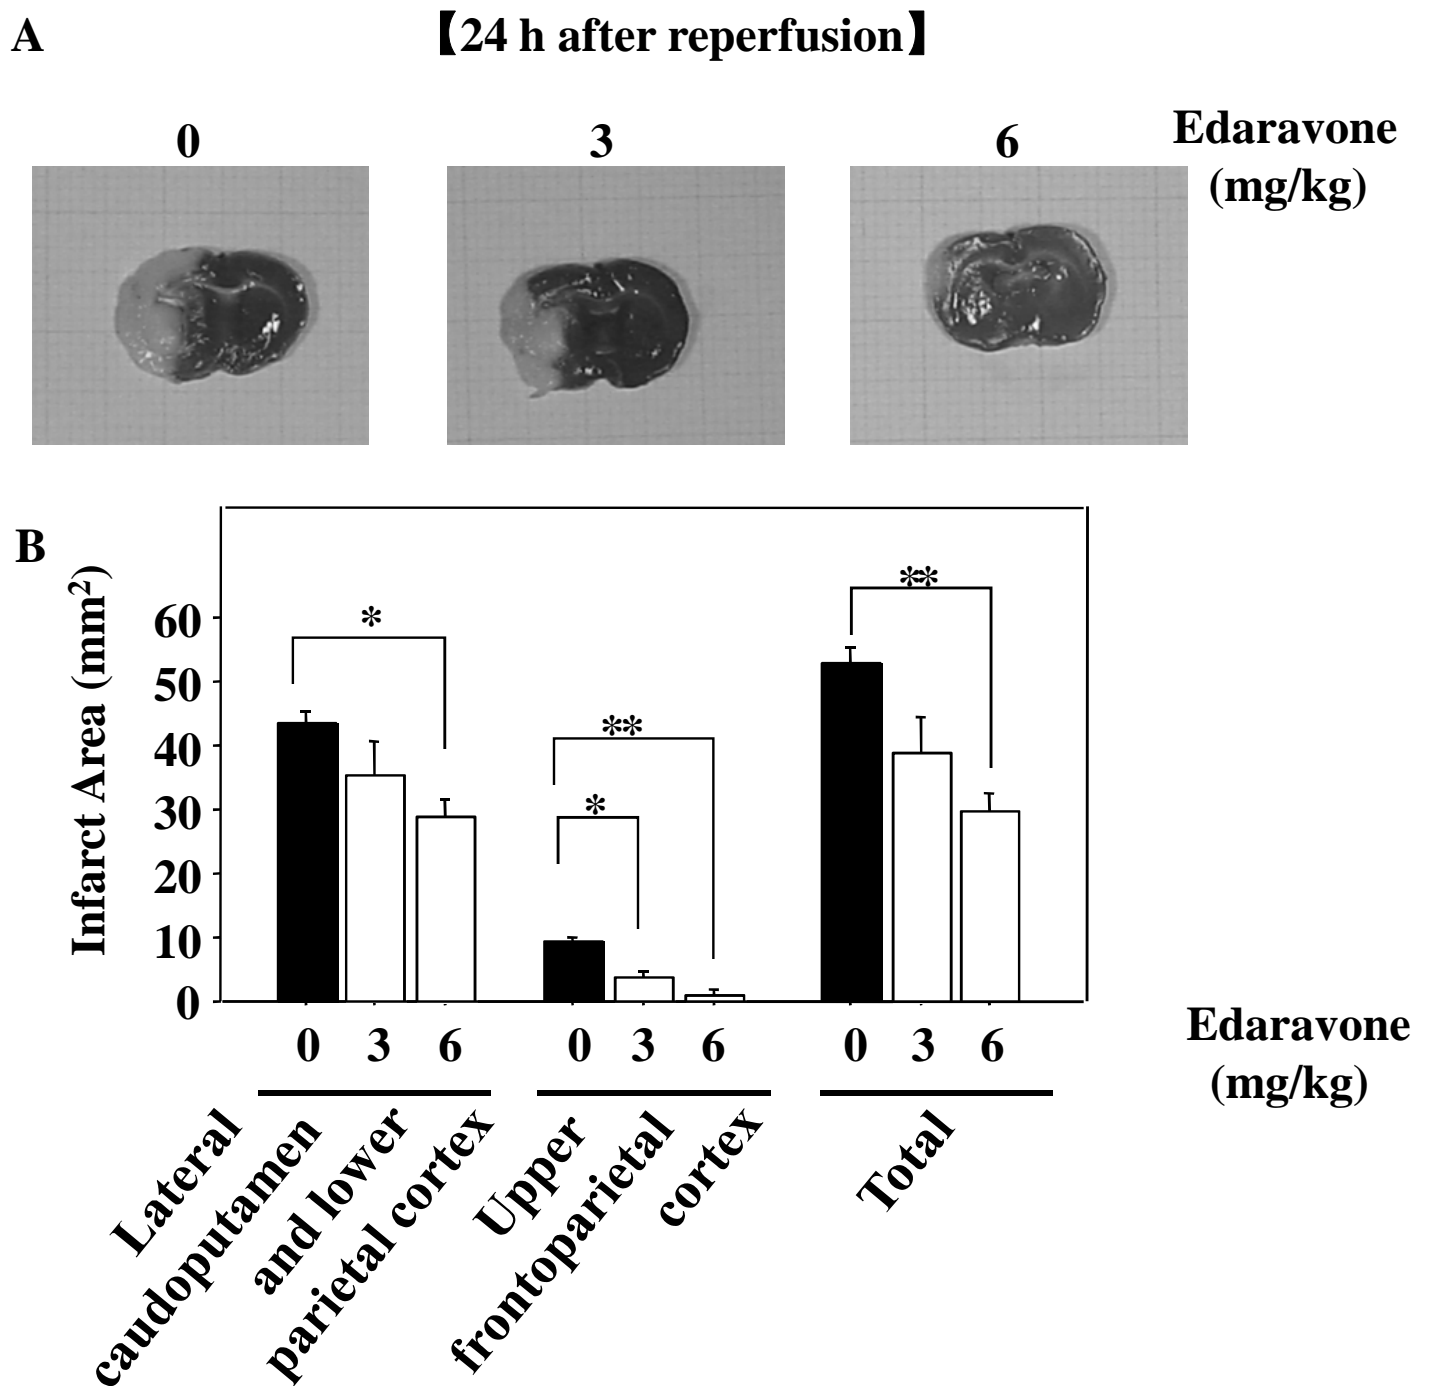 A
【24 h after reperfusion】
0
3
6
Edaravone
(mg/kg)
B
Infarct Area (mm²)
60
50
40
30
20
10
0
*
**
*
**
0 3 6
0 3 6
0 3 6
Edaravone
(mg/kg)
Lateral
caudoputamen
and lower
parietal cortex
Upper
frontoparietal
cortex
Total